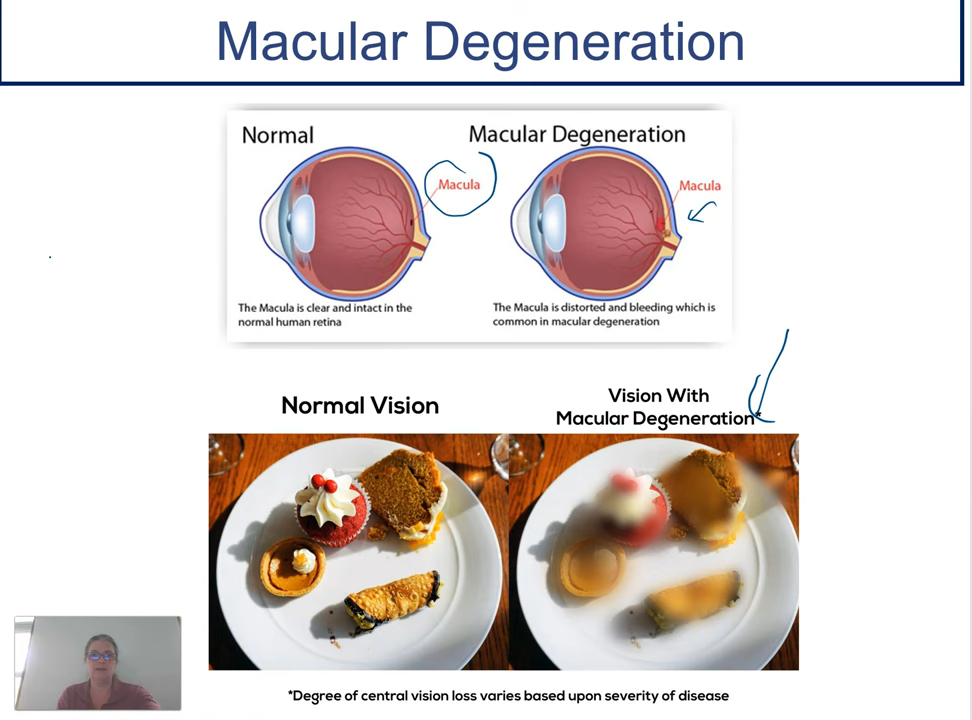 Macular Degeneration
Normal
Macular Degeneration
Macula
Macula
The Macula is clear and intact in the
normal human retina
The Macula is distorted and bleeding which is
common in macular degeneration
Normal Vision
Vision With
Macular Degeneration*
*Degree of central vision loss varies based upon severity of disease